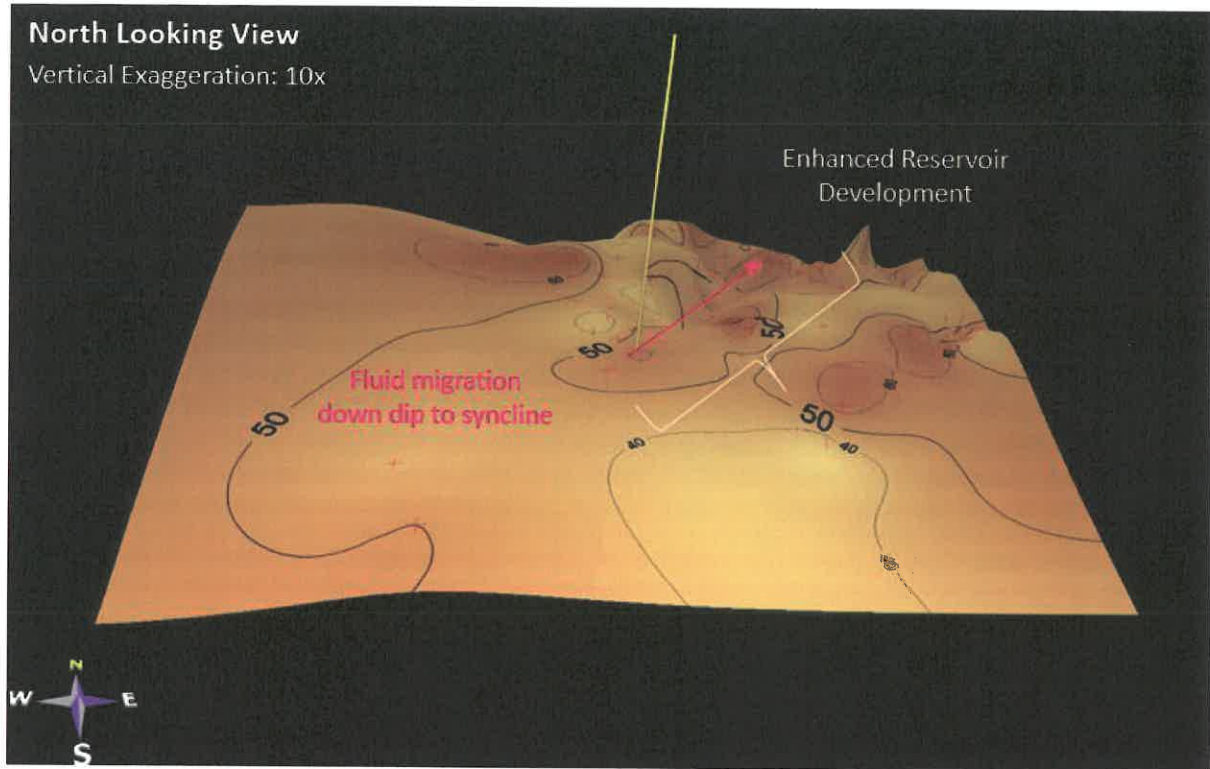 North Looking View
Vertical Exaggeration: 10x
Enhanced Reservoir
Development
50
50
Fluid migration
down dip to syncline
50
50
40
40
N
W
E
S